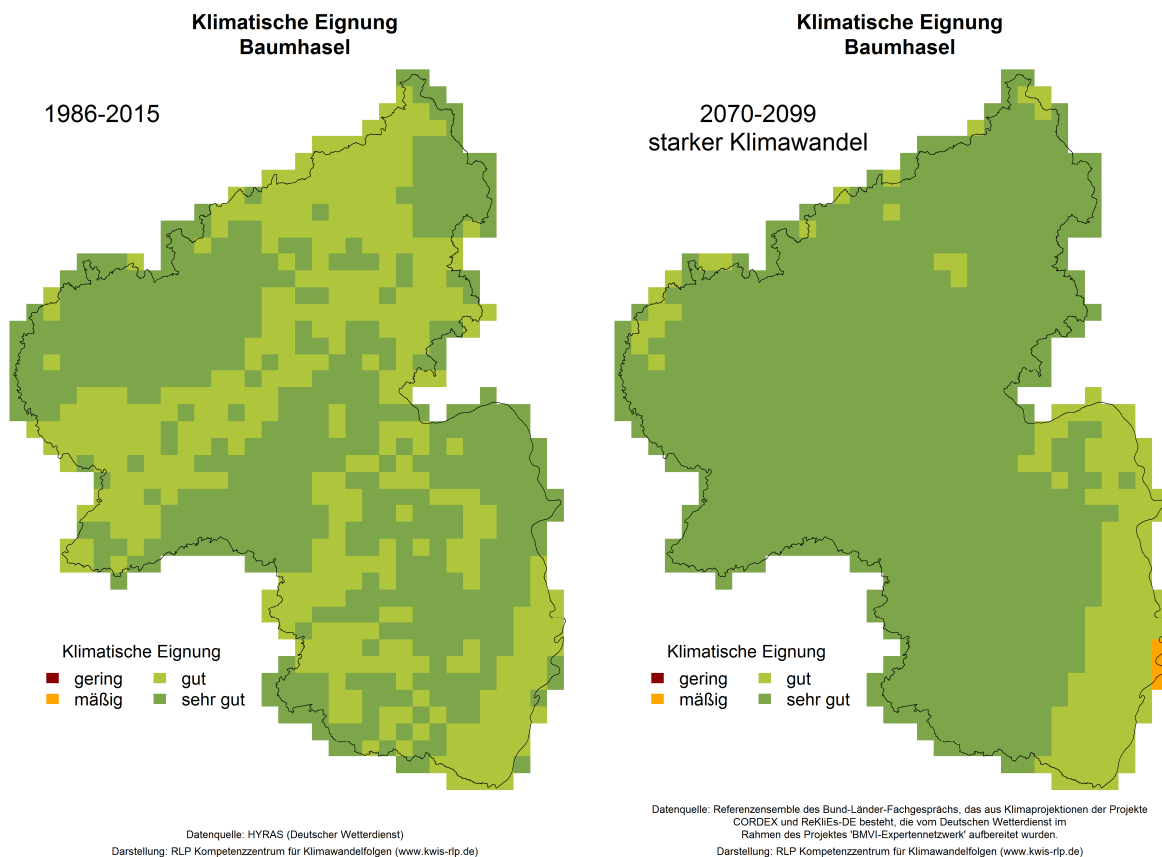 Klimatische Eignung
Baumhasel
1986-2015
Klimatische Eignung
gering
gut
mäßig
sehr gut
Datenquelle: HYRAS (Deutscher Wetterdienst)
Darstellung: RLP Kompetenzzentrum für Klimawandelfolgen (www.kwis-rlp.de)
Klimatische Eignung
Baumhasel
2070-2099
starker Klimawandel
Klimatische Eignung
gering
gut
mäßig
sehr gut
Datenquelle: Referenzensemble des Bund-Länder-Fachgesprächs, das aus Klimaprojektionen der Projekte
CORDEX und ReKliEs-DE besteht, die vom Deutschen Wetterdienst im
Rahmen des Projektes 'BMVI-Expertennetzwerk' aufbereitet wurden.
Darstellung: RLP Kompetenzzentrum für Klimawandelfolgen (www.kwis-rlp.de)